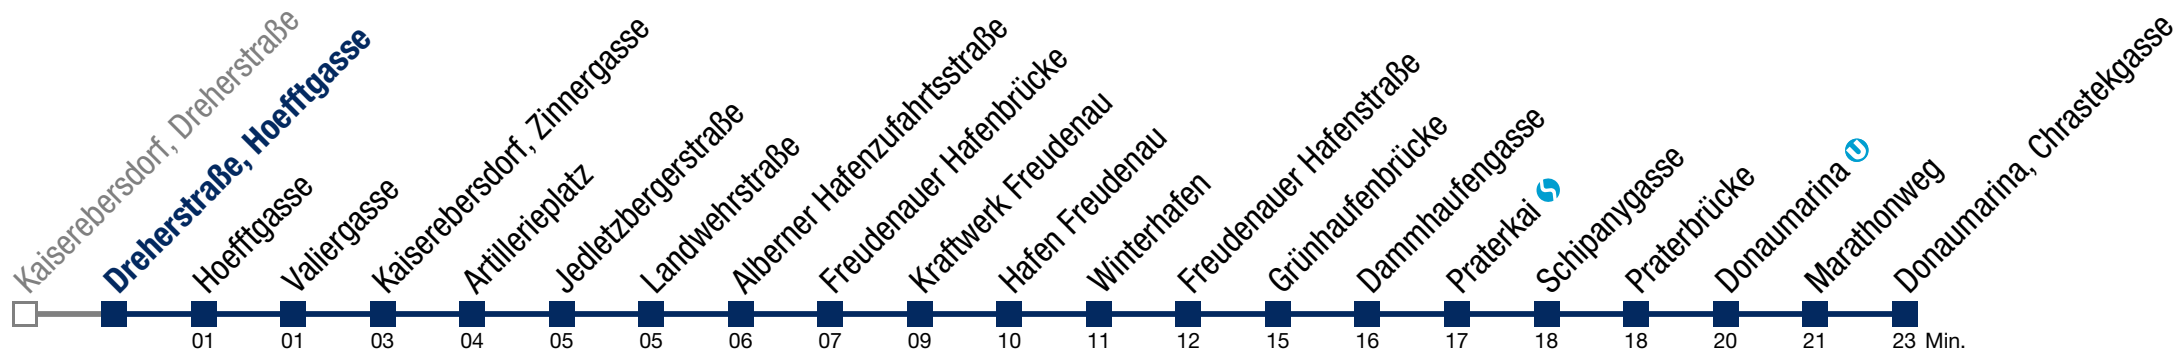 Kaiserebersdorf, Dreherstraße
Dreherstraße, Hoefftgasse
Hoefftgasse
Valiergasse
Kaiserebersdorf, Zinnergasse
Artillerieplatz
Jedletzbergerstraße
Landwehrstraße
Alberner Hafenzufahrtsstraße
Freudenauer Hafenbrücke
Kraftwerk Freudenau
Hafen Freudenau
Winterhafen
Freudenauer Hafenstraße
Grünhaufenbrücke
Dammhaufengasse
Praterkai
Schipanygasse
Praterbrücke
Donaumarina U
Marathonweg
Donaumarina, Chrastekgasse
01 01 03 04 05 05 06 07 09 10 11 12 15 16 17 18 18 20 21 23 Min.